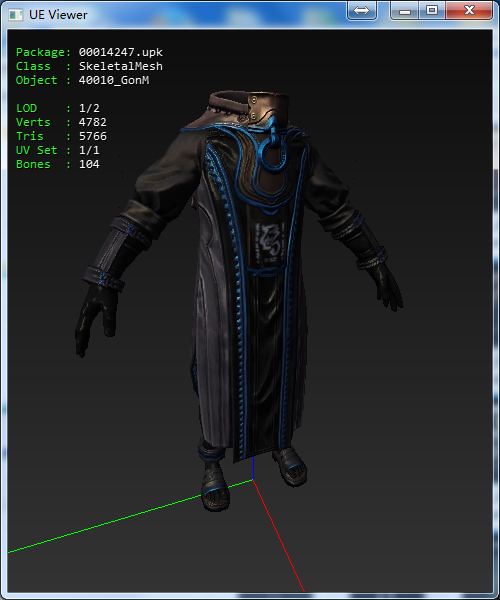 UE Viewer
Package: 00014247.upk
Class : SkeletalMesh
Object : 40010_GonM
LOD : 1/2
Verts : 4782
Tris : 5766
UV Set : 1/1
Bones : 104